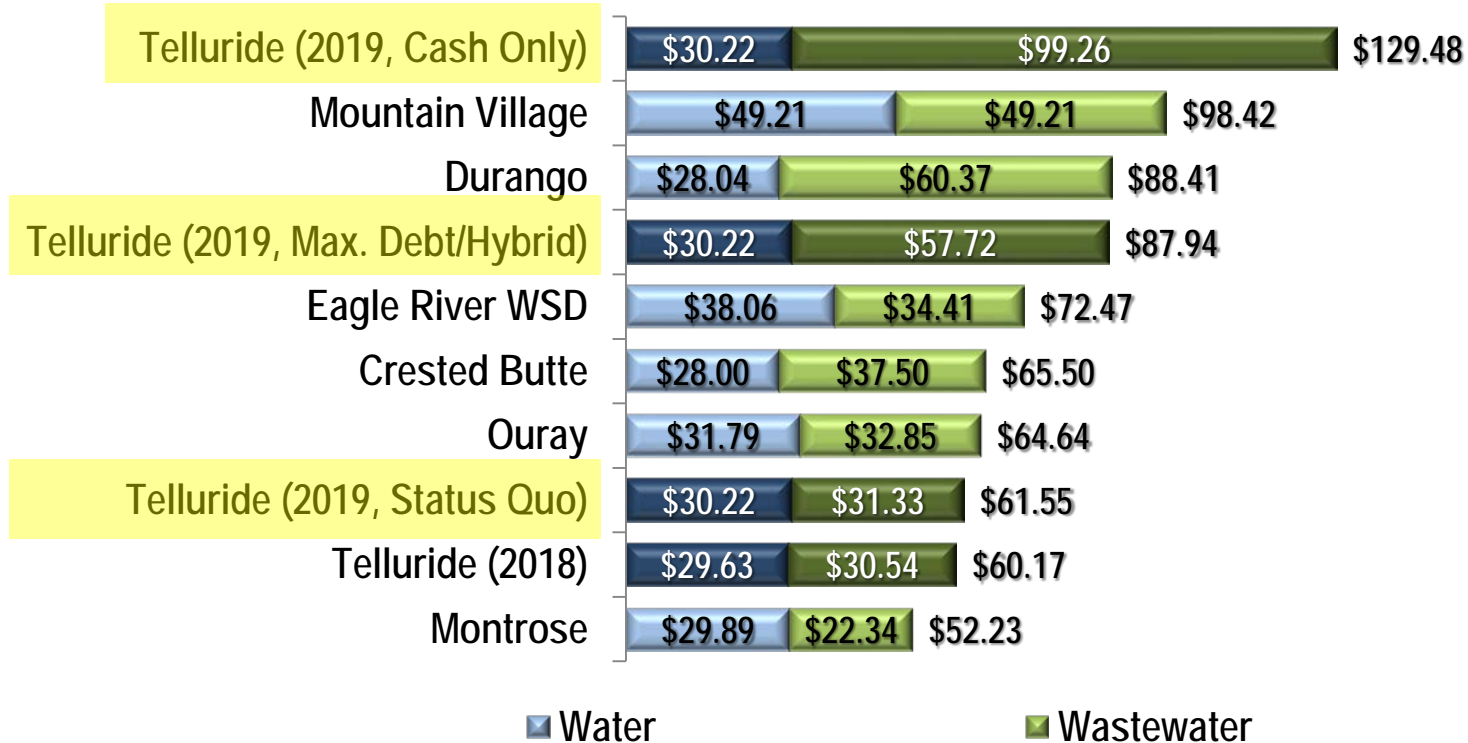 Telluride (2019, Cash Only) $30.22 $99.26 $129.48
Mountain Village $49.21 $49.21 $98.42
Durango $28.04 $60.37 $88.41
Telluride (2019, Max. Debt/Hybrid) $30.22 $57.72 $87.94
Eagle River WSD $38.06 $34.41 $72.47
Crested Butte $28.00 $37.50 $65.50
Ouray $31.79 $32.85 $64.64
Telluride (2019, Status Quo) $30.22 $31.33 $61.55
Telluride (2018) $29.63 $30.54 $60.17
Montrose $29.89 $22.34 $52.23
Water Wastewater